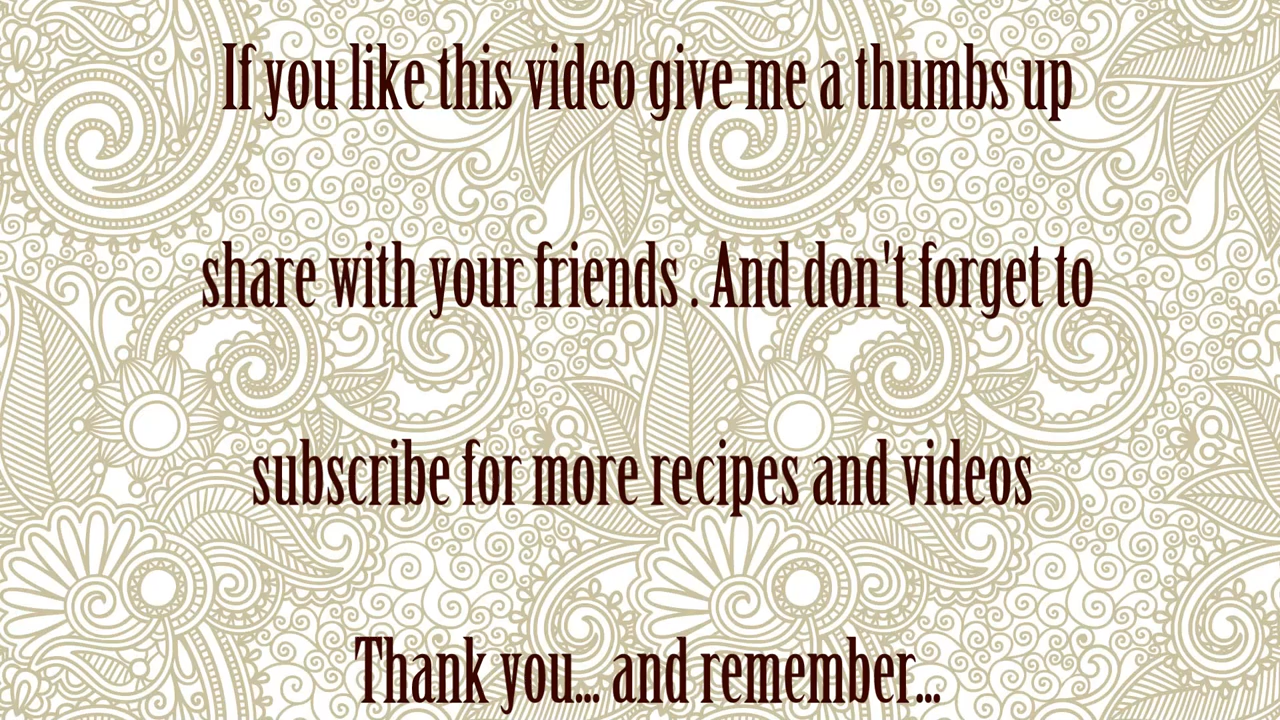 If you like this video give me a thumbs up
share with your friends . And don't forget to
subscribe for more recipes and videos
Thank you... and remember...